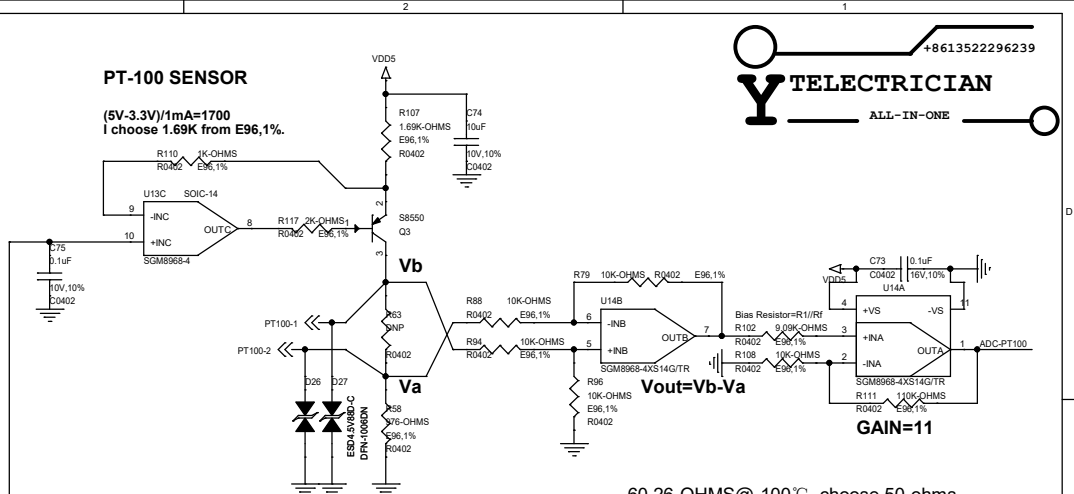 2
1
+8613522296239
Y TELECTRICIAN
ALL-IN-ONE
PT-100 SENSOR
(5V-3.3V)/1mA=1700
I choose 1.69K from E96,1%.
VDD5
R107
1.69K-OHMS
E96,1%
R0402
C74
10uF
10V,10%
C0402
R110 1K-OHMS
R0402 E96,1%
U13C SOIC-14
9 -INC
10 +INC
OUTC 8
SGM8968-4
C75
0.1uF
10V,10%
C0402
R117 2K-OHMS 1
R0402 E96,1%
2
S8550
Q3
3
D
Vb
R63
DNP
R0402
PT100-1
PT100-2
Va
D26 D27
ESD4.5V88D-C
DFN-1006DN
R58
976-OHMS
E96,1%
R0402
R88 10K-OHMS
R0402 E96,1%
R94 10K-OHMS
R0402 E96,1%
R79 10K-OHMS R0402 E96,1%
U14B
6 -INB
5 +INB
OUTB 7
SGM8968-4XS14G/TR
R96
10K-OHMS
E96,1%
R0402
Vout=Vb-Va
C73 0.1uF
VDD5 C0402 16V,10%
U14A
4 +VS -VS 11
Bias Resistor=R1//Rf
R102 9.09K-OHMS
R0402 E96,1%
3 +INA
R108 10K-OHMS
R0402 E96,1%
2 -INA
OUTA 1 ADC-PT100
SGM8968-4XS14G/TR
R111 110K-OHMS
R0402 E96,1%
GAIN=11